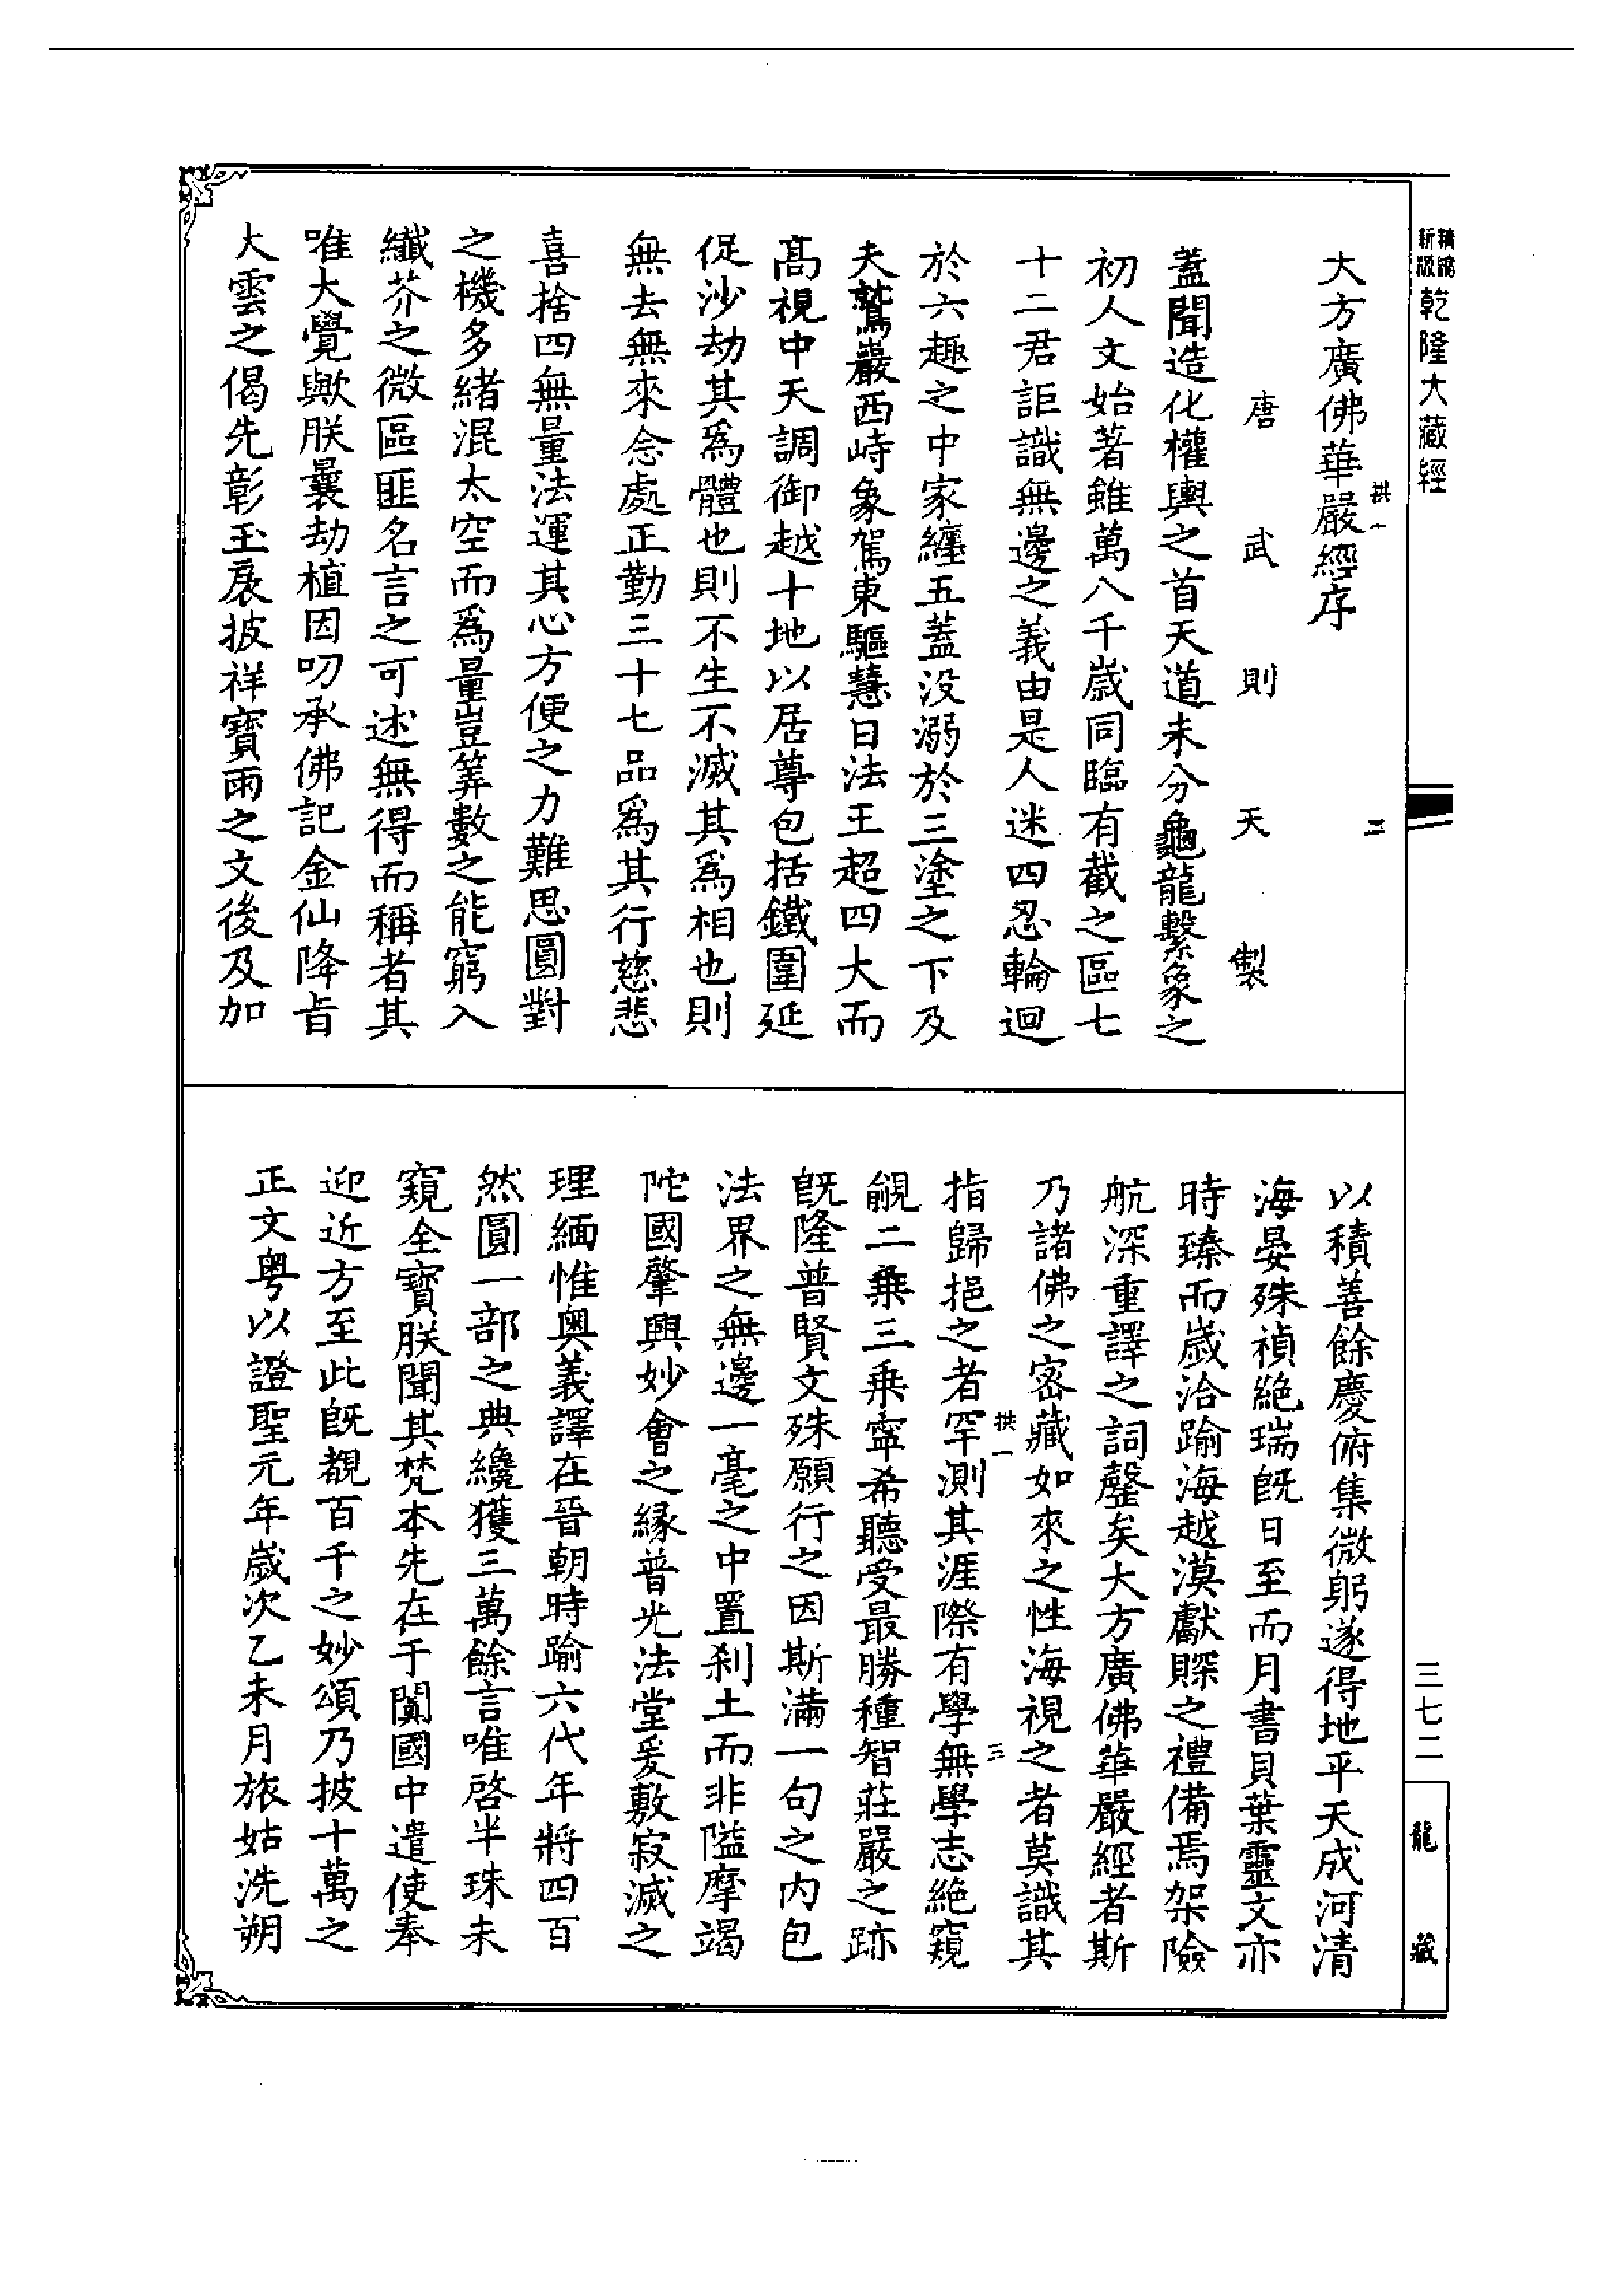 新版精縮乾隆大藏經
大方廣佛華嚴經序
拱一
二
唐武則天製
蓋聞造化權輿之首天道未分龜龍繫象之
初人文始著雖萬八千歲同臨有截之區七
十二君詎識無邊之義由是人迷四忍輪迴
於六趣之中家纏五蓋没溺於三塗之下及
夫鷲巖西峙象駕東驅慧日法王超四大而
髙視中天調御越十地以居尊包括鐵圍延
促沙劫其為體也則不生不滅其為相也則
無去無來念處正勤三十七品為其行慈悲
喜捨四無量法運其心方便之力難思圓對
之機多緒混太空而為量豈筭數之能窮入
纖芥之微區匪名言之可述無得而稱者其
唯大覺歟朕曩劫植因叨承佛記金仙降旨
大雲之偈先彰玉扆披祥寶雨之文後及加
以積善餘慶俯集微躬遂得地平天成河清
海晏殊禎絶瑞旣日至而月書貝葉靈文亦
時臻而歲洽踰海越漠獻賝之禮備焉架險
航深重譯之詞罄矣大方廣佛華嚴經者斯
乃諸佛之密藏如來之性海視之者莫識其
指歸挹之者罕測其涯際有學無學志絶窺
拱一
三
覦二乗三乗寧希聽受最勝種智莊嚴之跡
旣隆普賢文殊願行之因斯滿一句之内包
法界之無邊一毫之中置刹土而非隘摩竭
陀國肇興妙會之縁普光法堂爰敷寂滅之
理緬惟奥義譯在晉朝時踰六代年將四百
然圓一部之典纔獲三萬餘言唯啓半珠未
窺全寶朕聞其梵本先在于闐國中遣使奉
迎近方至此旣覩百千之妙頌乃披十萬之
正文粤以證聖元年歲次乙未月旅姑洗朔
三七二
龍藏